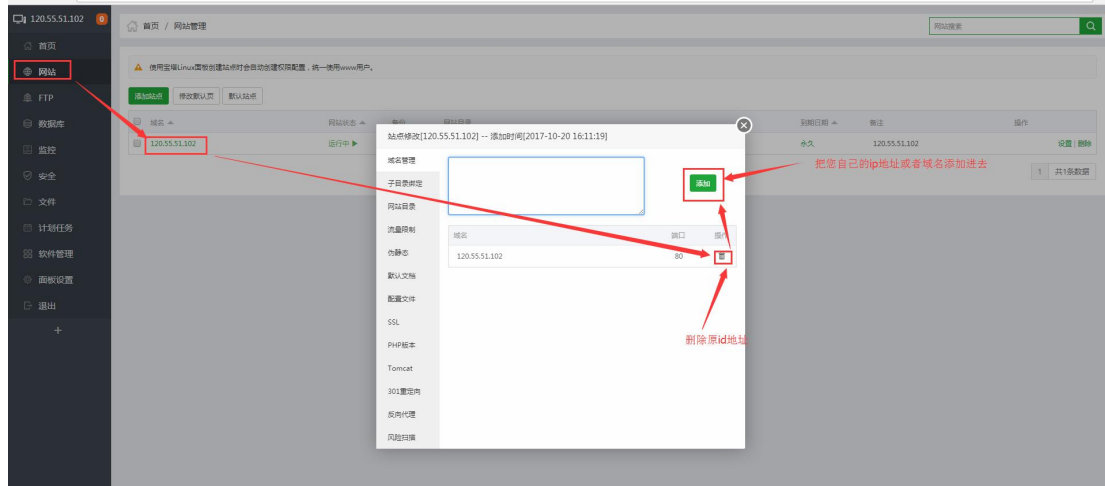 120.55.51.102 0
首页 / 网站管理
网站搜索
首页
网站
FTP
数据库
监控
安全
文件
计划任务
软件管理
面板设置
退出
+
使用宝塔Linux面板创建站点时会自动创建权限配置，统一使用www用户。
添加站点 修改默认页 默认站点
域名 网站状态 备份 网站目录 到期日期 备注 操作
120.55.51.102 运行中 永久 120.55.51.102 设置 | 删除
1 共1条数据
站点修改[120.55.51.102] -- 添加时间[2017-10-20 16:11:19]
域名管理
子目录绑定
网站目录
流量限制
伪静态
默认文档
配置文件
SSL
PHP版本
Tomcat
301重定向
反向代理
风险扫描
添加
域名 端口 操作
120.55.51.102 80
把您自己的ip地址或者域名添加进去
删除原id地址